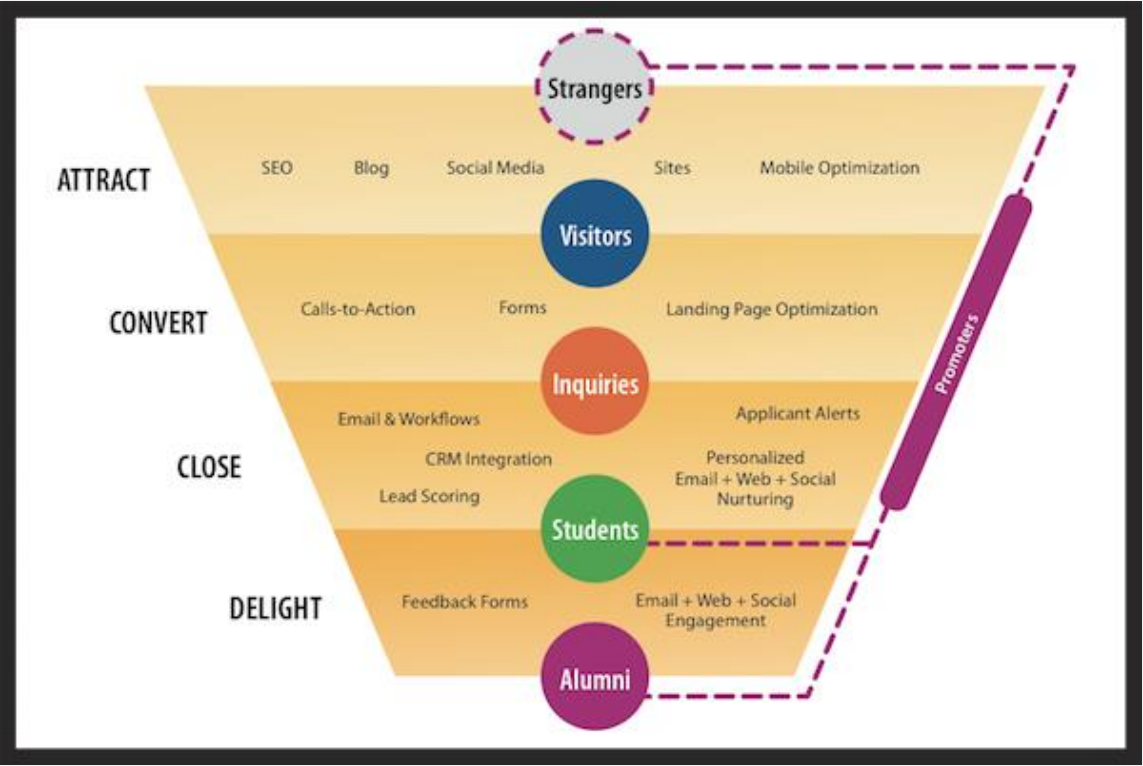 Strangers
ATTRACT
SEO Blog Social Media Sites Mobile Optimization
Visitors
CONVERT
Calls-to-Action Forms Landing Page Optimization
Inquiries
CLOSE
Email & Workflows
CRM Integration
Lead Scoring
Applicant Alerts
Personalized
Email + Web + Social
Nurturing
Students
DELIGHT
Feedback Forms
Email + Web + Social
Engagement
Alumni
Promoters